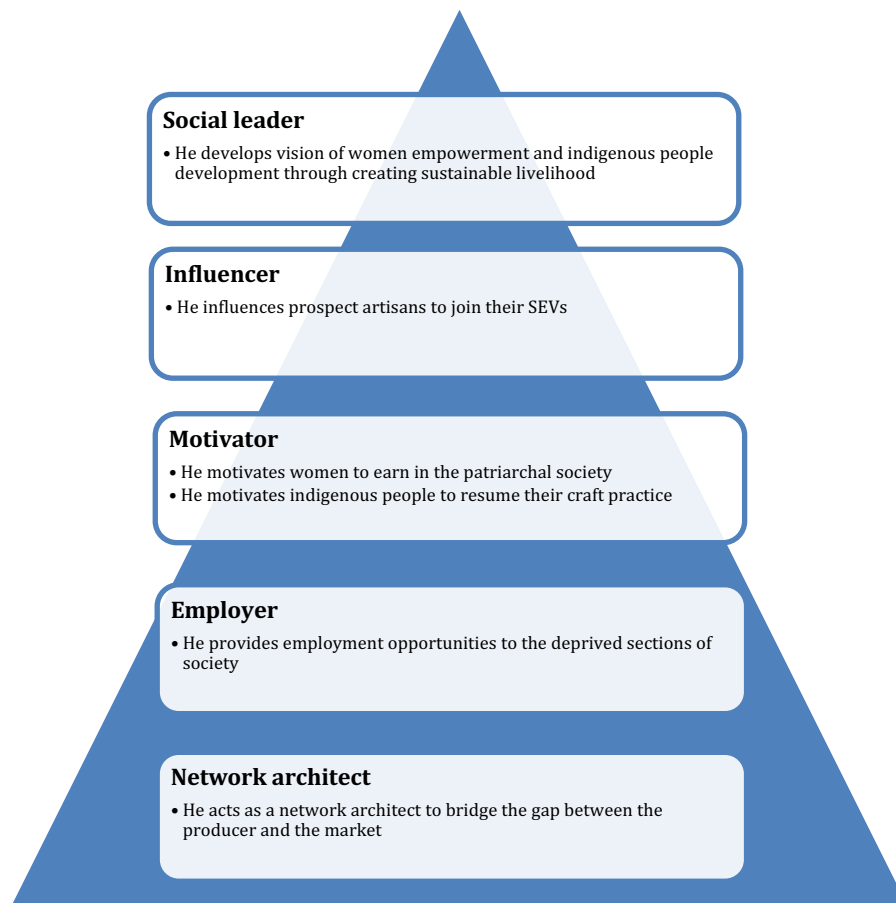 Social leader
• He develops vision of women empowerment and indigenous people
development through creating sustainable livelihood
Influencer
• He influences prospect artisans to join their SEVs
Motivator
• He motivates women to earn in the patriarchal society
• He motivates indigenous people to resume their craft practice
Employer
• He provides employment opportunities to the deprived sections of
society
Network architect
• He acts as a network architect to bridge the gap between the
producer and the market